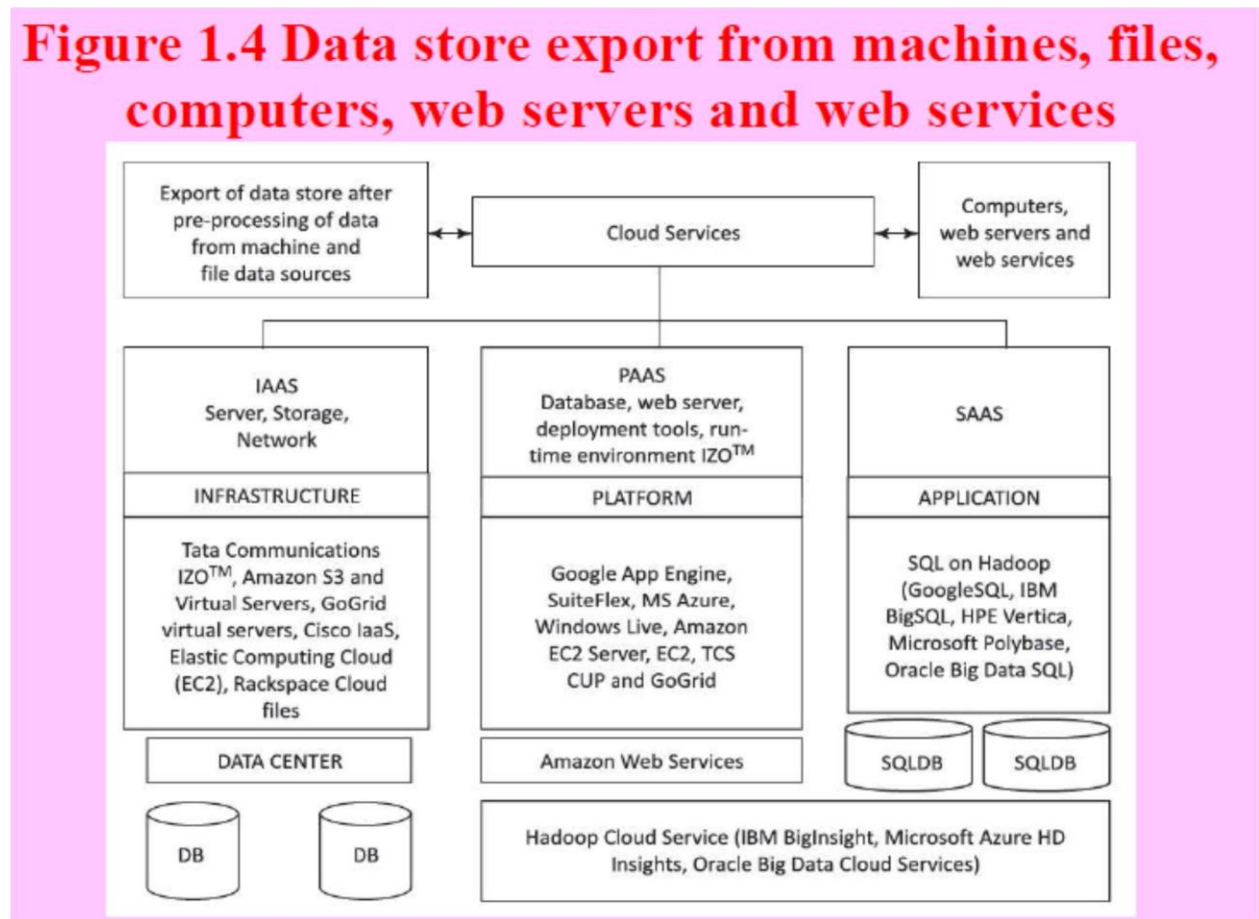 Figure 1.4 Data store export from machines, files,
computers, web servers and web services
Export of data store after
pre-processing of data
from machine and
file data sources
Cloud Services
Computers,
web servers and
web services
IAAS
Server, Storage,
Network
INFRASTRUCTURE
Tata Communications
IZO™, Amazon S3 and
Virtual Servers, GoGrid
virtual servers, Cisco IaaS,
Elastic Computing Cloud
(EC2), Rackspace Cloud
files
DATA CENTER
DB
DB
PAAS
Database, web server,
deployment tools, run-
time environment IZO™
PLATFORM
Google App Engine,
SuiteFlex, MS Azure,
Windows Live, Amazon
EC2 Server, EC2, TCS
CUP and GoGrid
Amazon Web Services
SAAS
APPLICATION
SQL on Hadoop
(GoogleSQL, IBM
BigSQL, HPE Vertica,
Microsoft Polybase,
Oracle Big Data SQL)
SQLDB
SQLDB
Hadoop Cloud Service (IBM BigInsight, Microsoft Azure HD
Insights, Oracle Big Data Cloud Services)